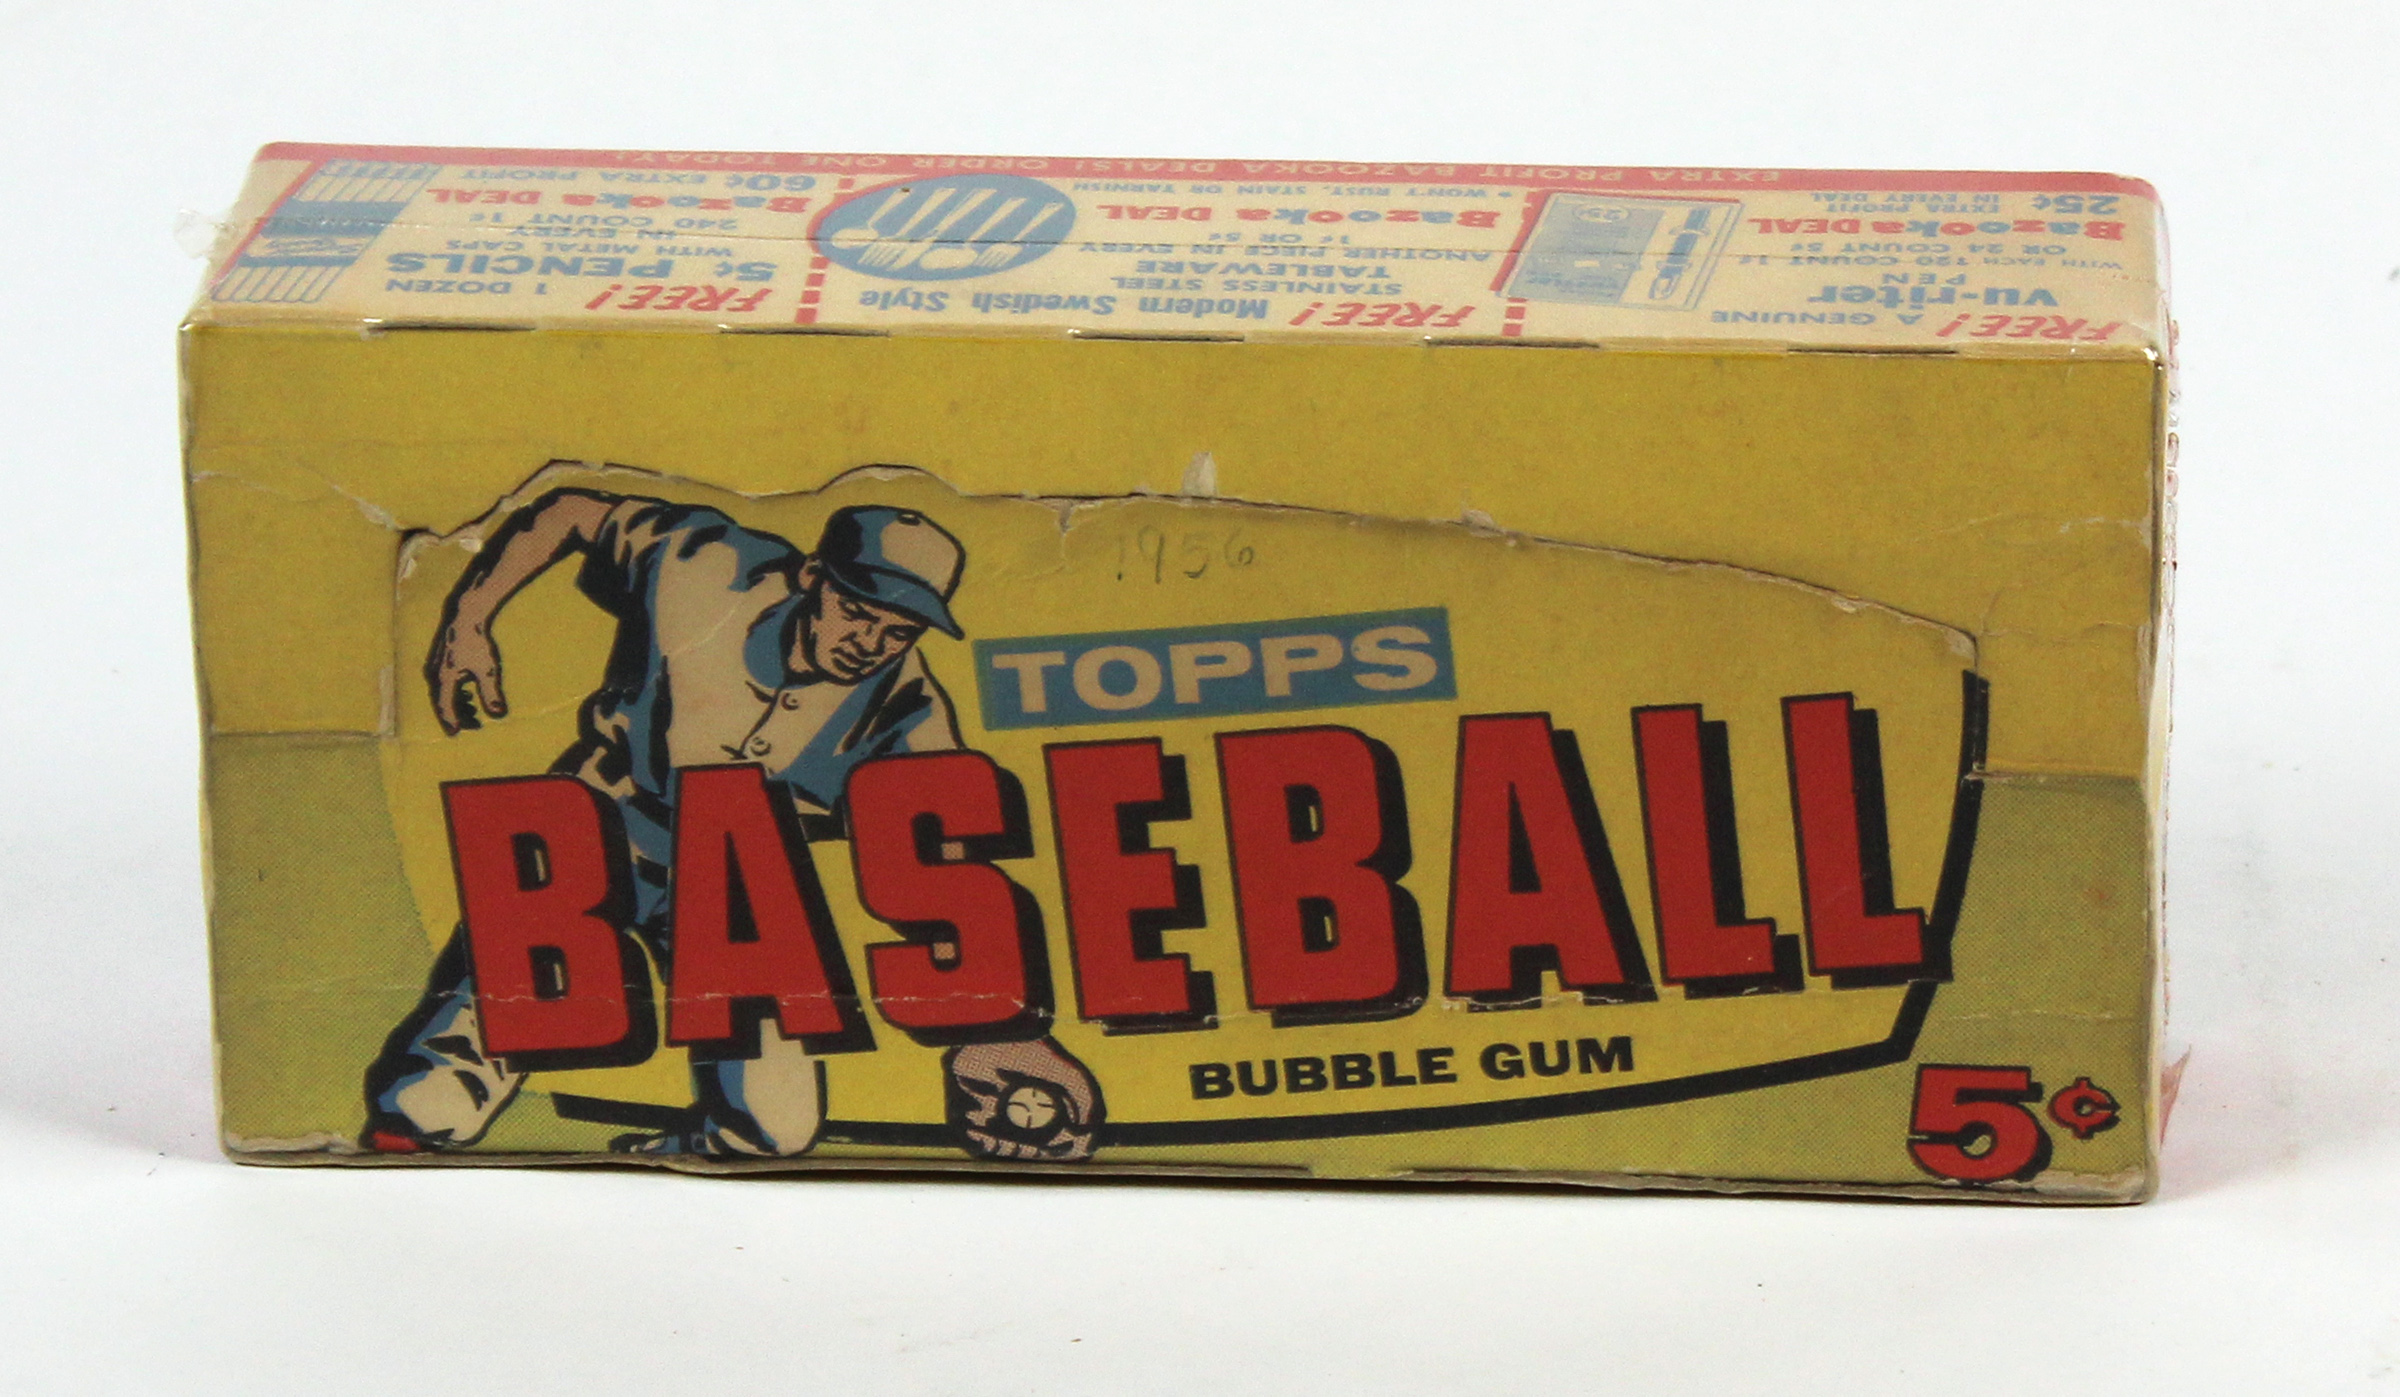 EXTRA PROFIT BAZOOKA DEALS! ORDER ONE TODAY!
FREE! A GENUINE
vu-riter
PEN
WITH EACH 120 COUNT 1¢
OR 24 COUNT 5¢
Bazooka DEAL
25¢ EXTRA PROFIT
IN EVERY DEAL
FREE! Modern Swedish Style
STAINLESS STEEL
TABLEWARE
ANOTHER PIECE IN EVERY
1¢ OR 5¢
Bazooka DEAL
• WON'T RUST, STAIN OR TARNISH
FREE! 1 DOZEN
5¢ PENCILS
WITH METAL CAPS
IN EVERY
240 COUNT 1¢
Bazooka DEAL
60¢ EXTRA PROFIT
1956
TOPPS
BASEBALL
BUBBLE GUM
5¢